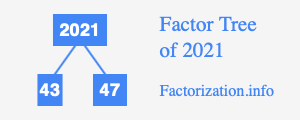 2021
43 47
Factor Tree
of 2021
Factorization.info